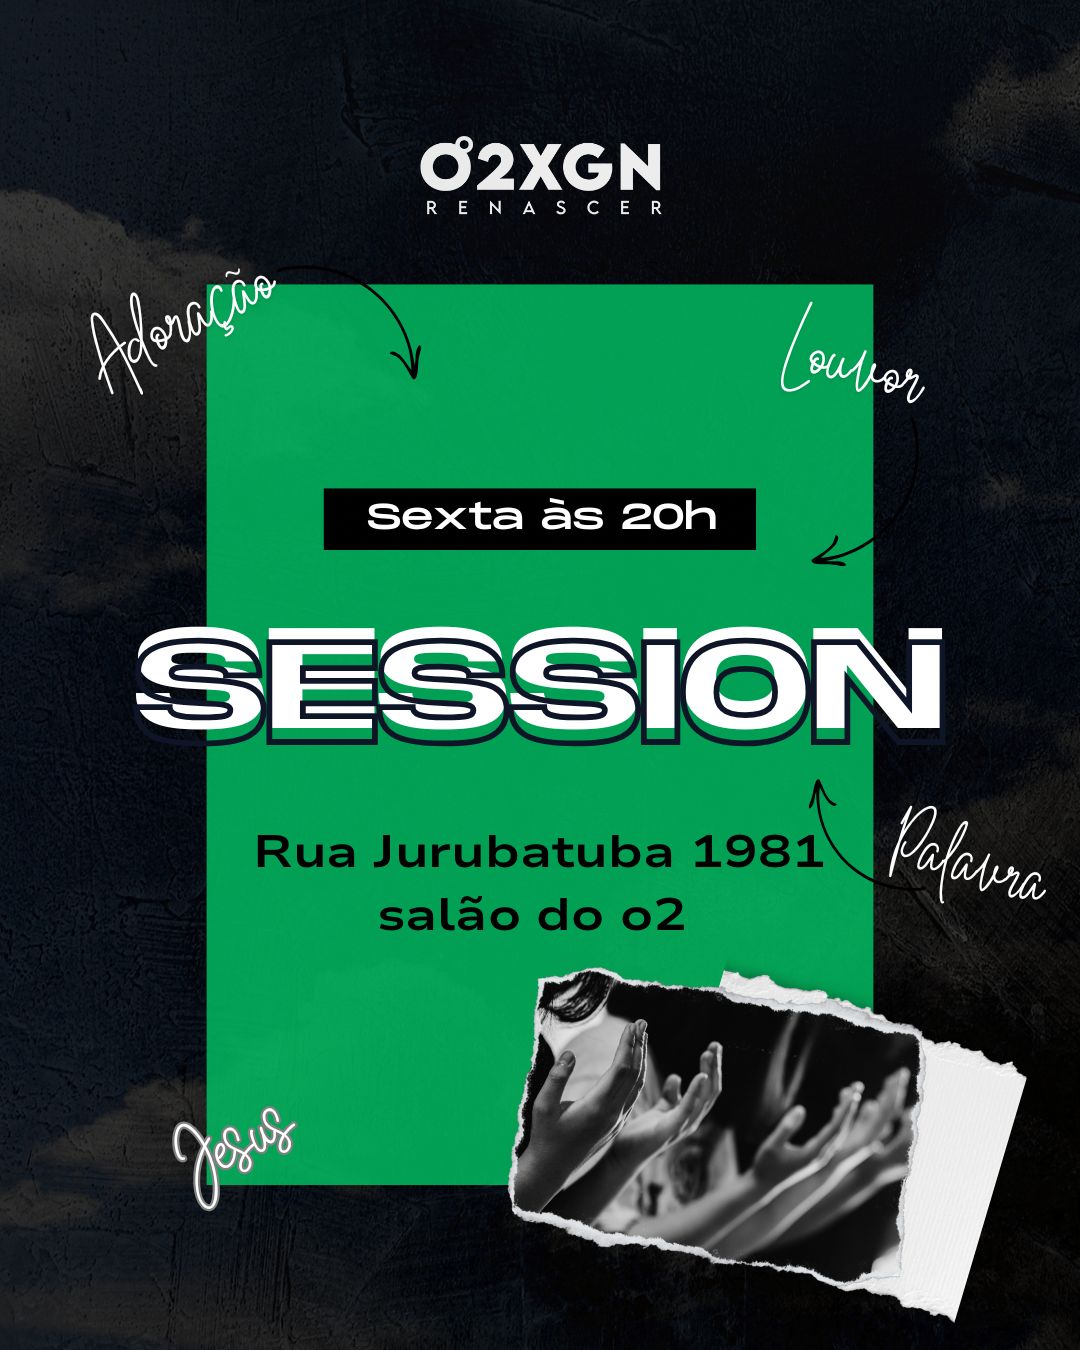 O2XGN
RENASCER
Adoração
Louvor
Sexta às 20h
SESSION
Rua Jurubatuba 1981
salão do o2
Palavra
Jesus